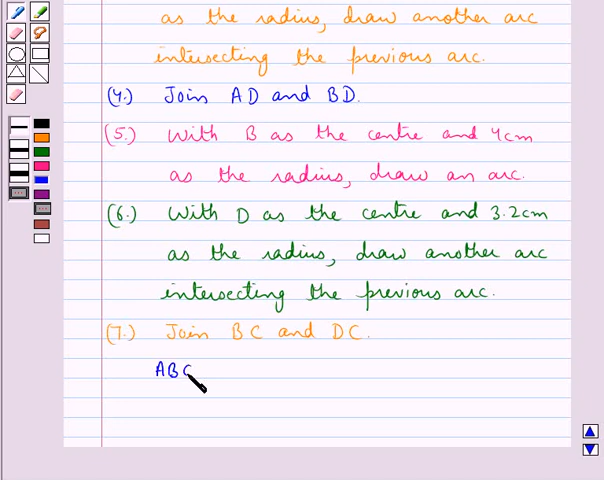 as the radius, draw another arc
intersecting the previous arc.
(4.) Join AD and BD.
(5.) With B as the centre and 4cm
as the radius, draw an arc.
(6.) With D as the centre and 3.2cm
as the radius, draw another arc
intersecting the previous arc.
(7.) Join BC and DC.
ABC